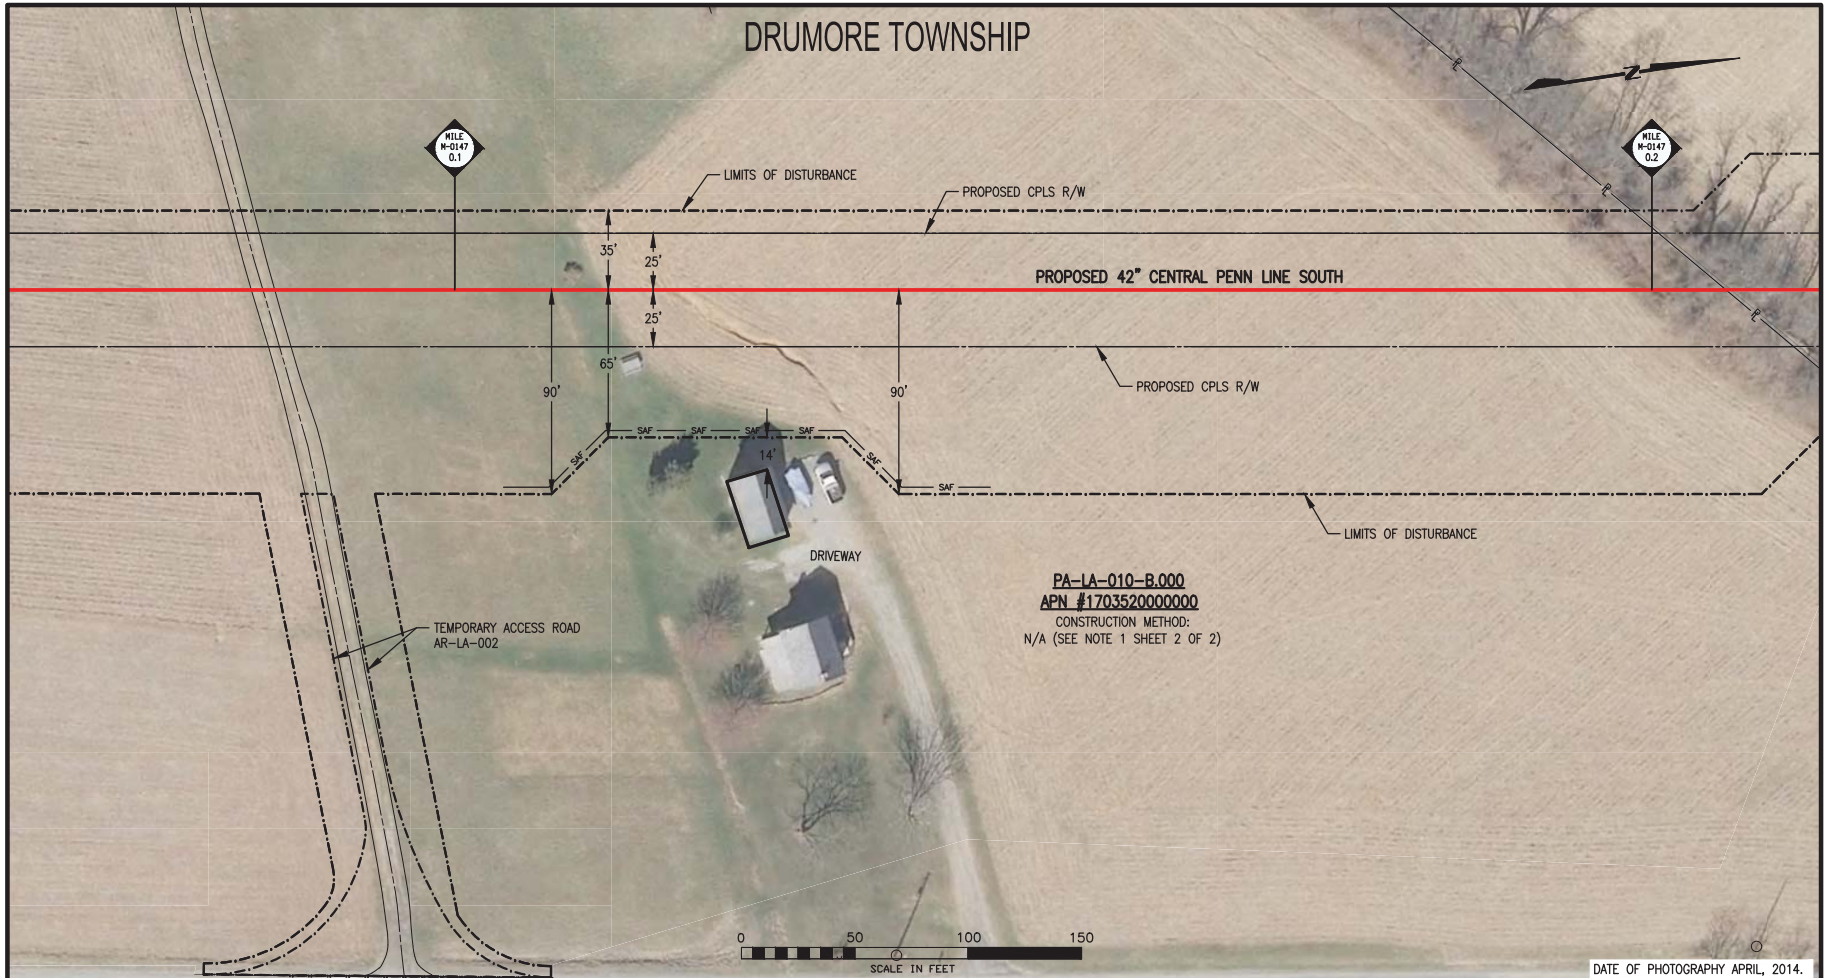 DRUMORE TOWNSHIP
N
MILE
M-0147
0.1
MILE
M-0147
0.2
PL
PL
PL
LIMITS OF DISTURBANCE
PROPOSED CPLS R/W
35'
25'
PROPOSED 42" CENTRAL PENN LINE SOUTH
25'
65'
90'
90'
PROPOSED CPLS R/W
SAF
SAF
SAF
SAF
SAF
SAF
SAF
14'
LIMITS OF DISTURBANCE
DRIVEWAY
PA-LA-010-B.000
APN #1703520000000
CONSTRUCTION METHOD:
N/A (SEE NOTE 1 SHEET 2 OF 2)
TEMPORARY ACCESS ROAD
AR-LA-002
0 50 100 150
SCALE IN FEET
DATE OF PHOTOGRAPHY APRIL, 2014.